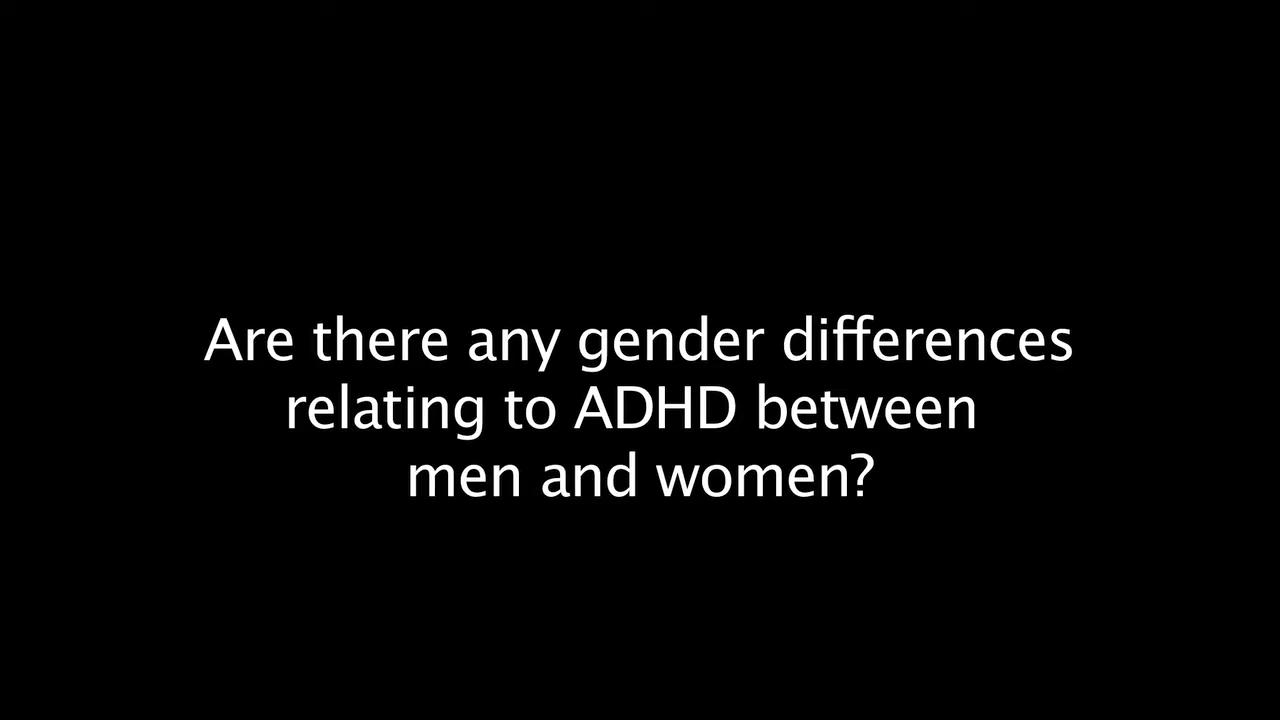 Are there any gender differences
relating to ADHD between
men and women?